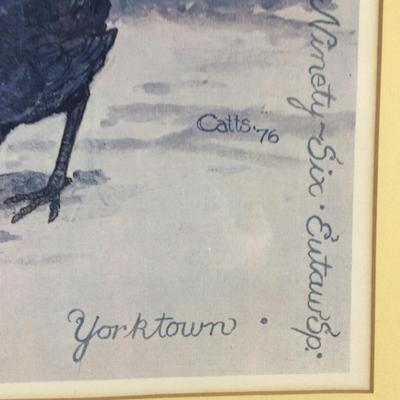 Ninety-Six · Eutaw Sp.·
Catts. '76
Yorktown ·